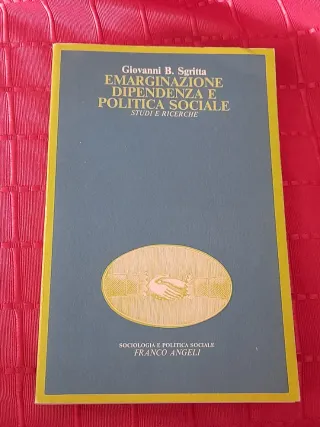 Giovanni B. Sgritta
EMARGINAZIONE
DIPENDENZA E
POLITICA SOCIALE
STUDI E RICERCHE
SOCIOLOGIA E POLITICA SOCIALE
FRANCO ANGELI